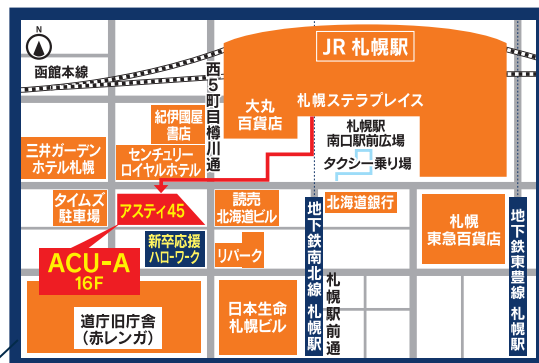 N
函館本線
JR 札幌駅
西5丁目樽川通
大丸
百貨店
札幌ステラプレイス
紀伊國屋
書店
札幌駅
南口駅前広場
タクシー乗り場
三井ガーデン
ホテル札幌
センチュリー
ロイヤルホテル
タイムズ
駐車場
アスティ45
読売
北海道ビル
北海道銀行
地下鉄南北線 札幌駅
札幌
東急百貨店
地下鉄東豊線 札幌駅
新卒応援
ハローワーク
リパーク
ACU-A
16F
札幌駅前通
道庁旧庁舎
(赤レンガ)
日本生命
札幌ビル